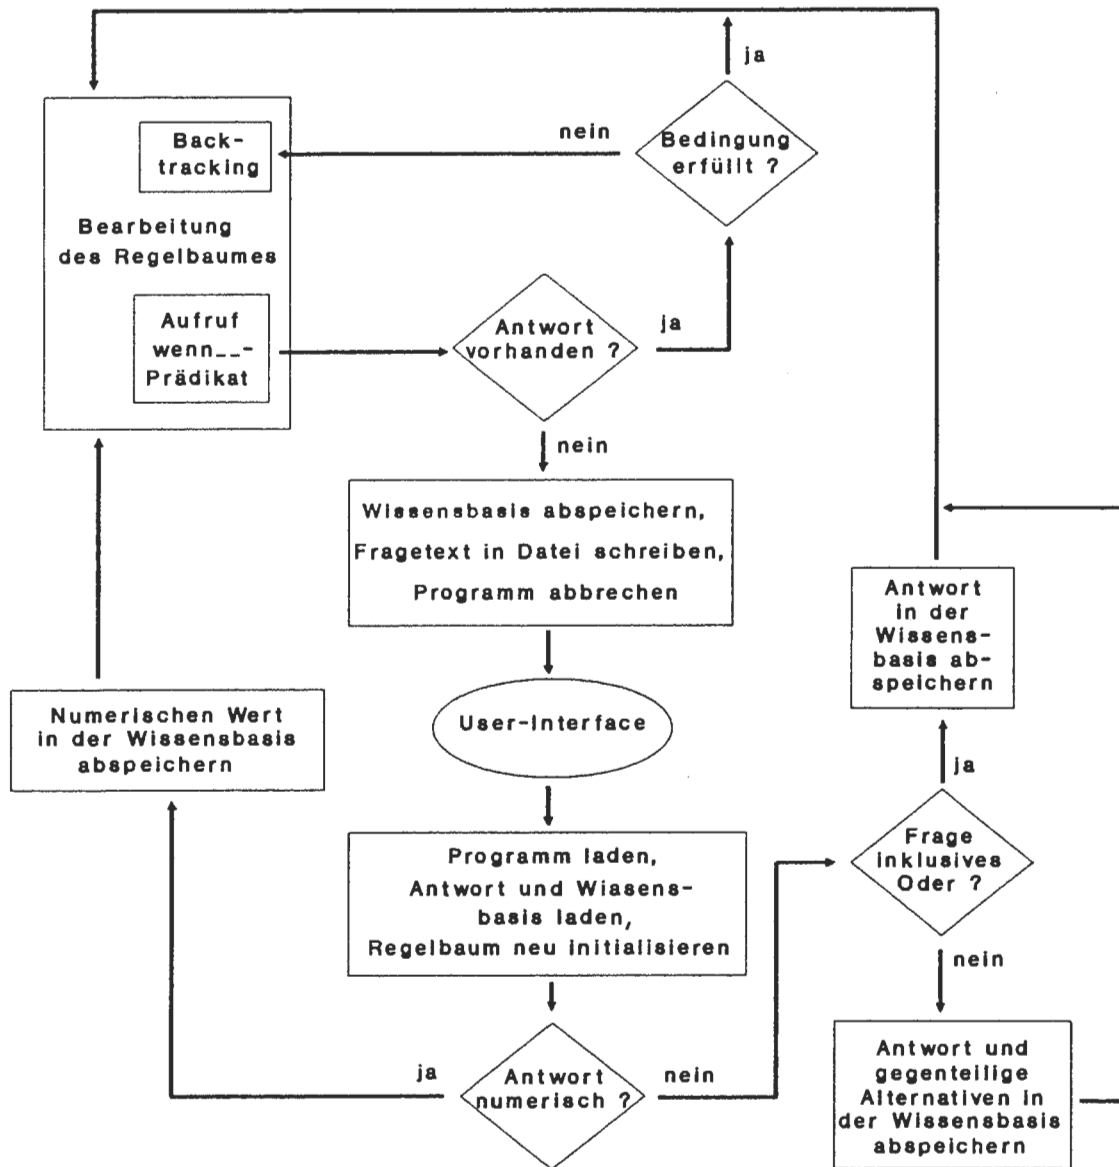 ja
nein
Bedingung
erfüllt ?
Back-
tracking
Bearbeitung
des Regelbaumes
Aufruf
wenn__-
Prädikat
Antwort
vorhanden ?
ja
nein
Wissensbasis abspeichern,
Fragetext in Datei schreiben,
Programm abbrechen
User-Interface
Programm laden,
Antwort und Wiasens-
basis laden,
Regelbaum neu initialisieren
Antwort
numerisch ?
ja
nein
Numerischen Wert
in der Wissensbasis
abspeichern
Frage
inklusives
Oder ?
ja
Antwort
in der
Wissens-
basis ab-
speichern
nein
Antwort und
gegenteilige
Alternativen in
der Wissensbasis
abspeichern